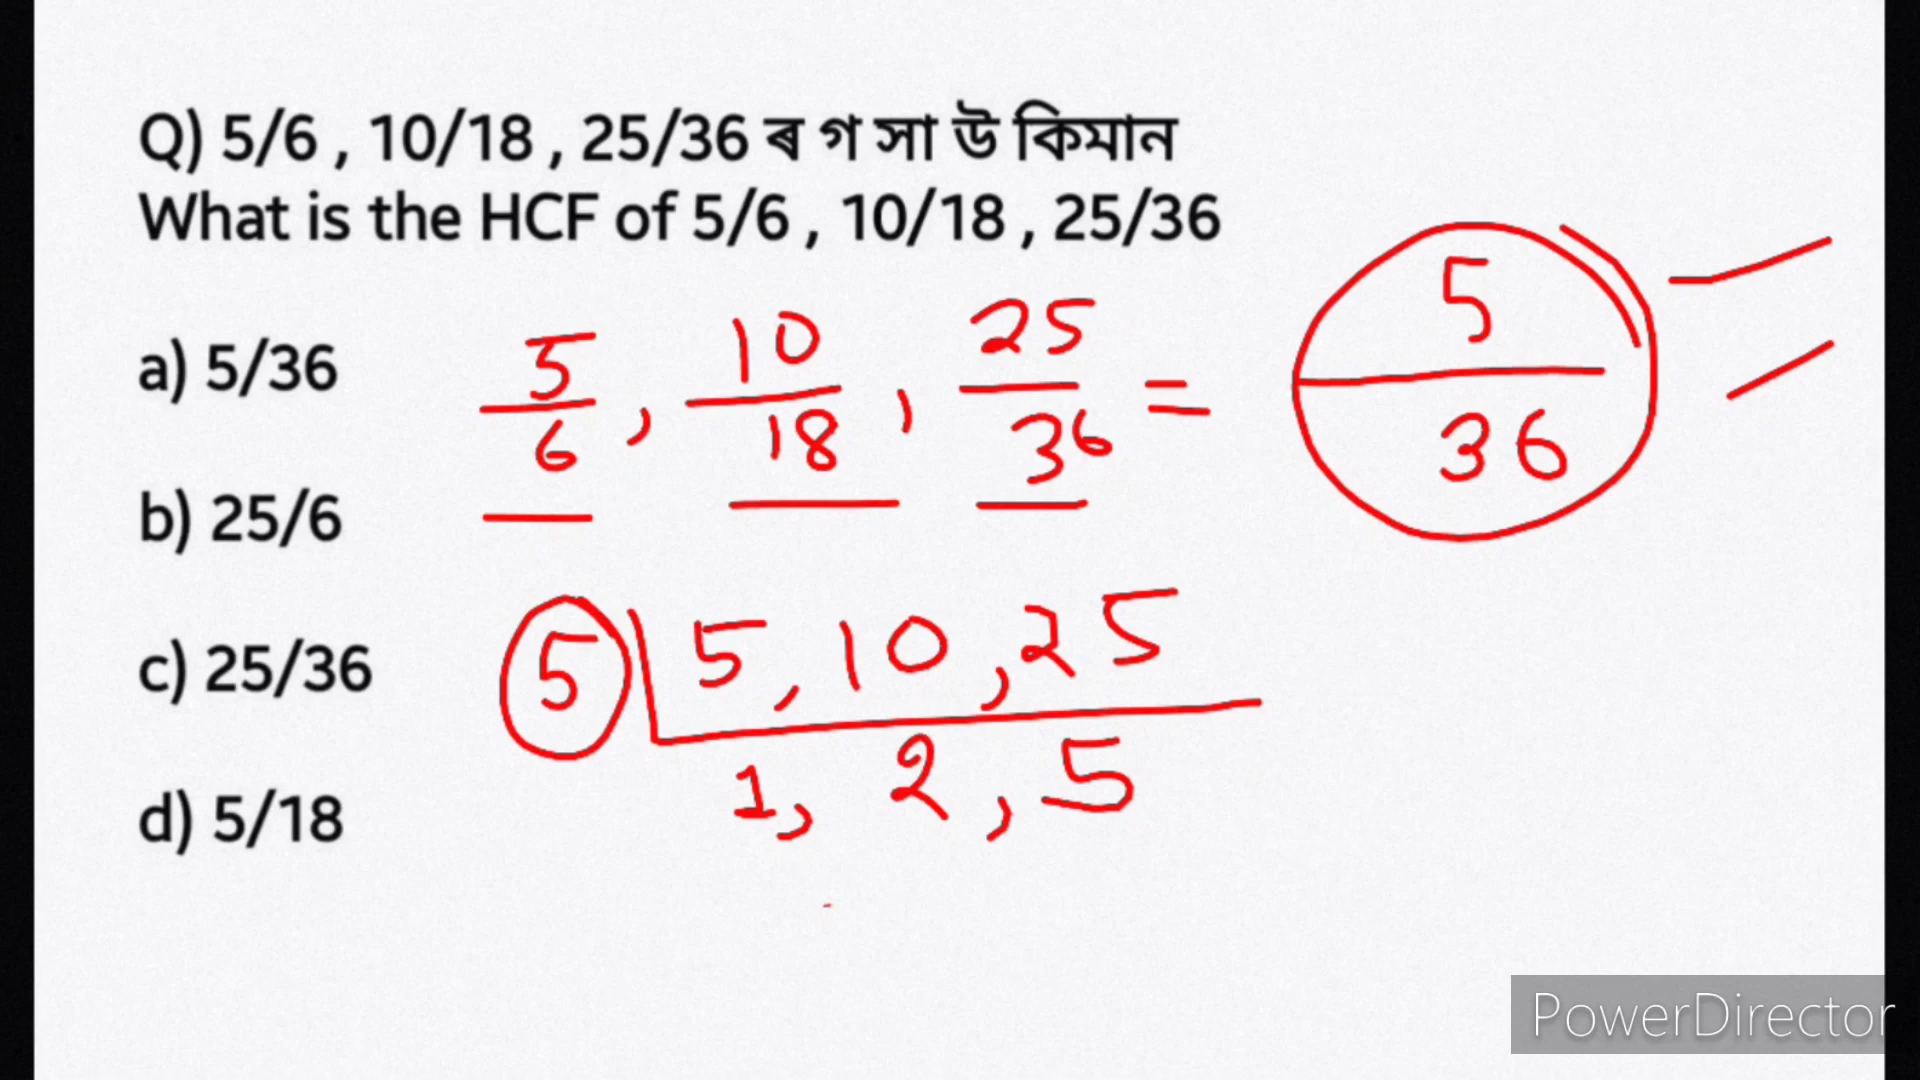 Q) 5/6 , 10/18 , 25/36 ৰ গ সা উ কিমান
What is the HCF of 5/6 , 10/18 , 25/36
a) 5/36
b) 25/6
c) 25/36
d) 5/18
5/6 , 10/18 , 25/36 = 5/36
5 | 5 , 10 , 25
1 , 2 , 5
PowerDirector